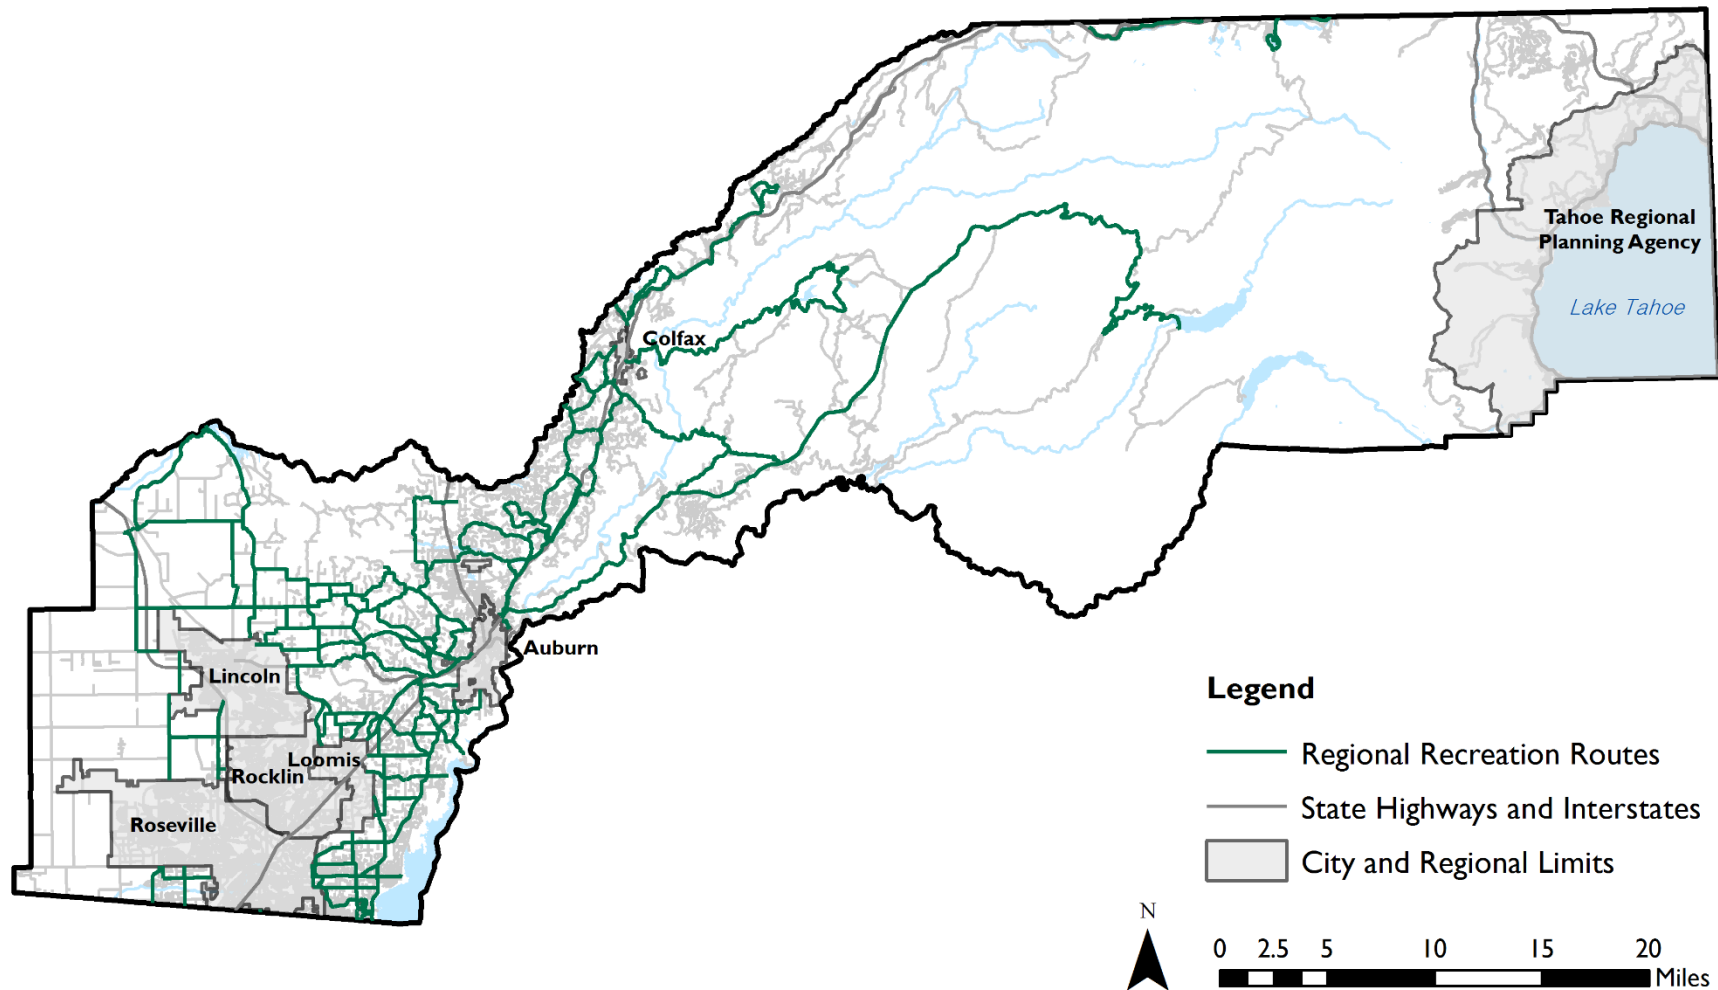 Tahoe Regional
Planning Agency
Lake Tahoe
Colfax
Auburn
Lincoln
Loomis
Rocklin
Roseville
Legend
Regional Recreation Routes
State Highways and Interstates
City and Regional Limits
N
0 2.5 5 10 15 20
Miles